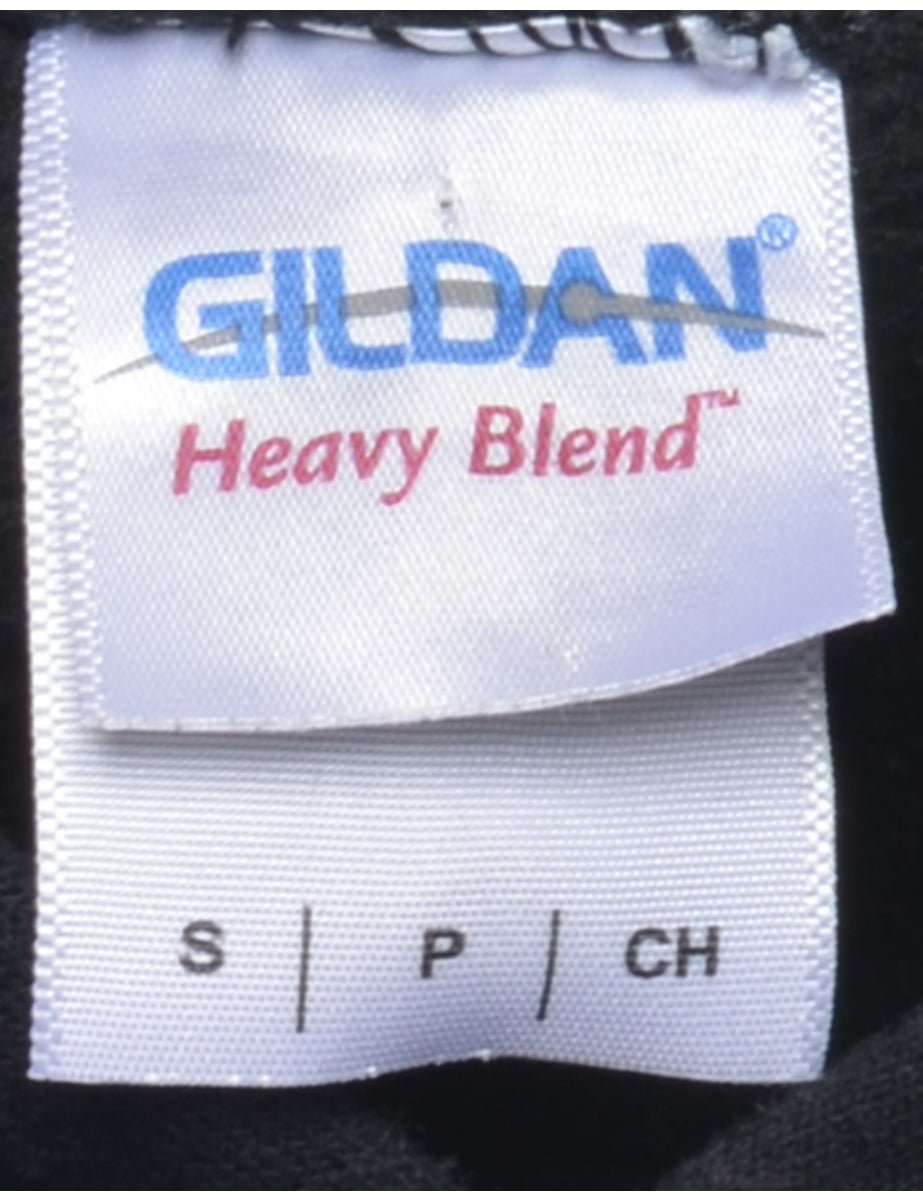 GILDAN®
Heavy Blend™
S | P | CH